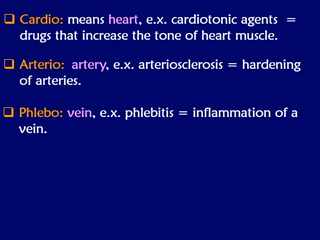 ❑ Cardio: means heart, e.x. cardiotonic agents =
drugs that increase the tone of heart muscle.
❑ Arterio: artery, e.x. arteriosclerosis = hardening
of arteries.
❑ Phlebo: vein, e.x. phlebitis = inflammation of a
vein.